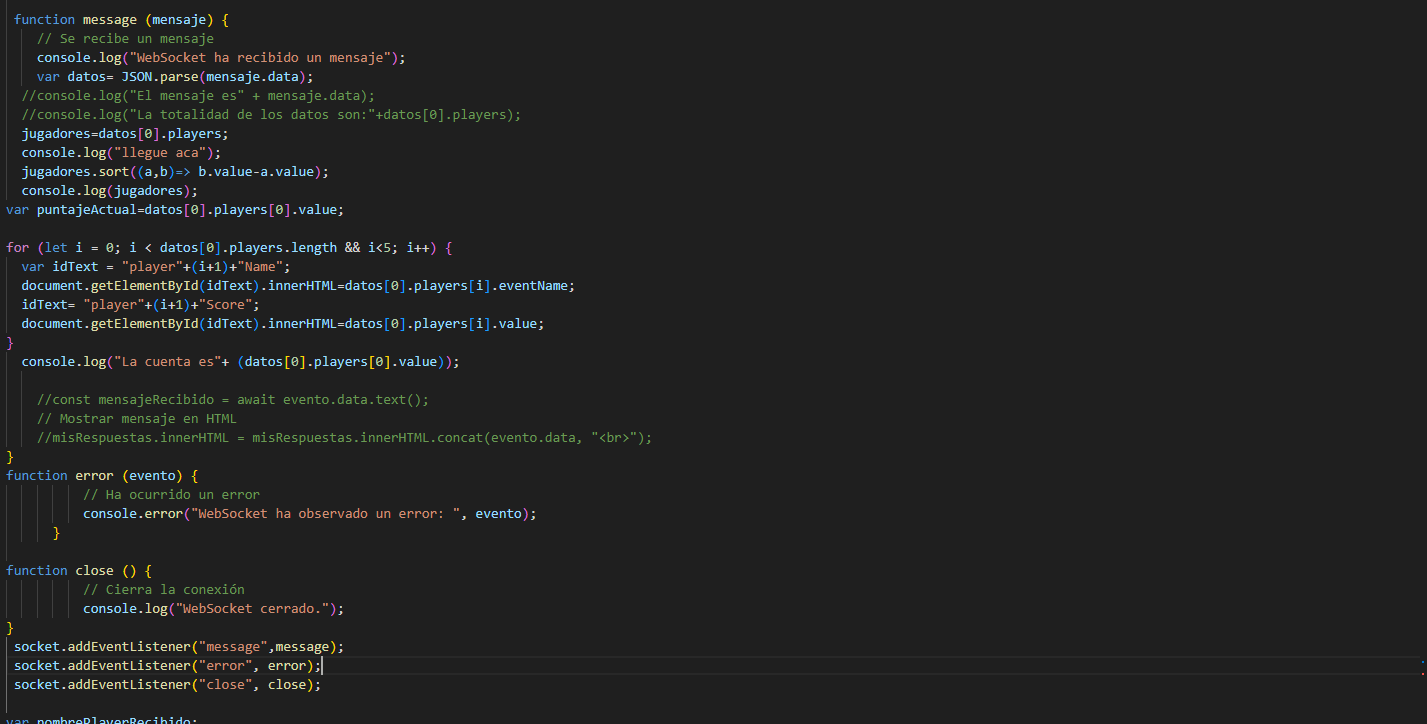 function message (mensaje) {
// Se recibe un mensaje
console.log("WebSocket ha recibido un mensaje");
var datos= JSON.parse(mensaje.data);
//console.log("El mensaje es" + mensaje.data);
//console.log("La totalidad de los datos son:"+datos[0].players);
jugadores=datos[0].players;
console.log("llegue aca");
jugadores.sort((a,b)=> b.value-a.value);
console.log(jugadores);
var puntajeActual=datos[0].players[0].value;
for (let i = 0; i < datos[0].players.length && i<5; i++) {
var idText = "player"+(i+1)+"Name";
document.getElementById(idText).innerHTML=datos[0].players[i].eventName;
idText= "player"+(i+1)+"Score";
document.getElementById(idText).innerHTML=datos[0].players[i].value;
}
console.log("La cuenta es"+ (datos[0].players[0].value));
//const mensajeRecibido = await evento.data.text();
// Mostrar mensaje en HTML
//misRespuestas.innerHTML = misRespuestas.innerHTML.concat(evento.data, "<br>");
}
function error (evento) {
// Ha ocurrido un error
console.error("WebSocket ha observado un error: ", evento);
}
function close () {
// Cierra la conexión
console.log("WebSocket cerrado.");
}
socket.addEventListener("message",message);
socket.addEventListener("error", error);
socket.addEventListener("close", close);
var nombrePlayerRecibido;